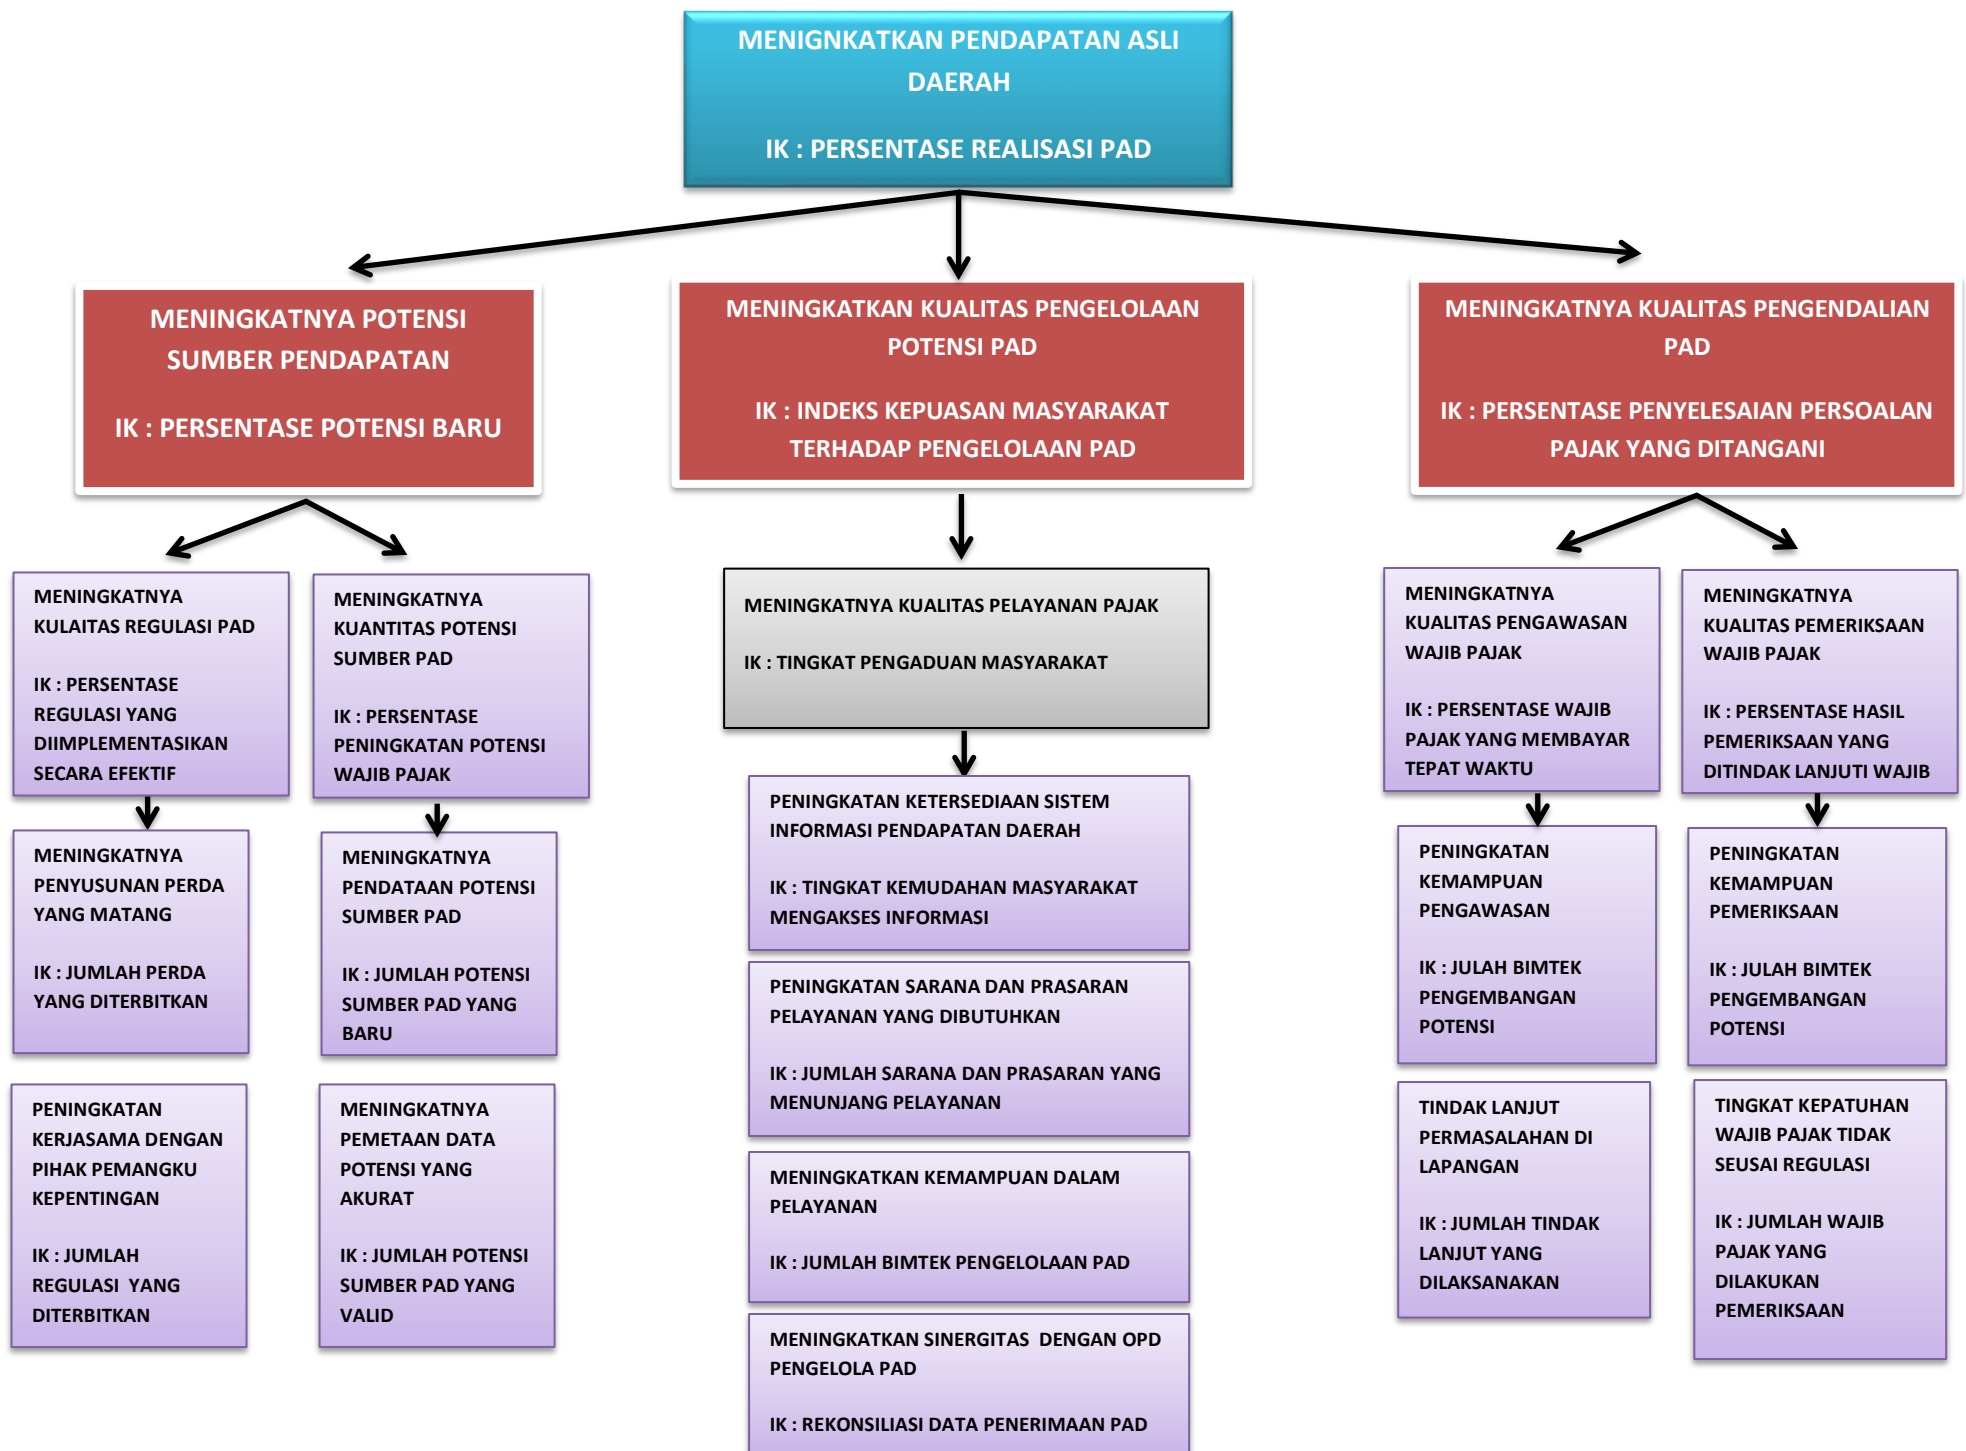 MENIGNKATKAN PENDAPATAN ASLI
DAERAH
IK : PERSENTASE REALISASI PAD
MENINGKATNYA POTENSI
SUMBER PENDAPATAN
IK : PERSENTASE POTENSI BARU
MENINGKATKAN KUALITAS PENGELOLAAN
POTENSI PAD
IK : INDEKS KEPUASAN MASYARAKAT
TERHADAP PENGELOLAAN PAD
MENINGKATNYA KUALITAS PENGENDALIAN
PAD
IK : PERSENTASE PENYELESAIAN PERSOALAN
PAJAK YANG DITANGANI
MENINGKATNYA
KULAITAS REGULASI PAD
IK : PERSENTASE
REGULASI YANG
DIIMPLEMENTASIKAN
SECARA EFEKTIF
MENINGKATNYA
KUANTITAS POTENSI
SUMBER PAD
IK : PERSENTASE
PENINGKATAN POTENSI
WAJIB PAJAK
MENINGKATNYA KUALITAS PELAYANAN PAJAK
IK : TINGKAT PENGADUAN MASYARAKAT
MENINGKATNYA
KUALITAS PENGAWASAN
WAJIB PAJAK
IK : PERSENTASE WAJIB
PAJAK YANG MEMBAYAR
TEPAT WAKTU
MENINGKATNYA
KUALITAS PEMERIKSAAN
WAJIB PAJAK
IK : PERSENTASE HASIL
PEMERIKSAAN YANG
DITINDAK LANJUTI WAJIB
MENINGKATNYA
PENYUSUNAN PERDA
YANG MATANG
IK : JUMLAH PERDA
YANG DITERBITKAN
MENINGKATNYA
PENDATAAN POTENSI
SUMBER PAD
IK : JUMLAH POTENSI
SUMBER PAD YANG
BARU
PENINGKATAN KETERSEDIAAN SISTEM
INFORMASI PENDAPATAN DAERAH
IK : TINGKAT KEMUDAHAN MASYARAKAT
MENGAKSES INFORMASI
PENINGKATAN
KEMAMPUAN
PENGAWASAN
IK : JULAH BIMTEK
PENGEMBANGAN
POTENSI
PENINGKATAN
KEMAMPUAN
PEMERIKSAAN
IK : JULAH BIMTEK
PENGEMBANGAN
POTENSI
PENINGKATAN SARANA DAN PRASARAN
PELAYANAN YANG DIBUTUHKAN
IK : JUMLAH SARANA DAN PRASARAN YANG
MENUNJANG PELAYANAN
PENINGKATAN
KERJASAMA DENGAN
PIHAK PEMANGKU
KEPENTINGAN
IK : JUMLAH
REGULASI  YANG
DITERBITKAN
MENINGKATNYA
PEMETAAN DATA
POTENSI YANG
AKURAT
IK : JUMLAH POTENSI
SUMBER PAD YANG
VALID
MENINGKATKAN KEMAMPUAN DALAM
PELAYANAN
IK : JUMLAH BIMTEK PENGELOLAAN PAD
TINDAK LANJUT
PERMASALAHAN DI
LAPANGAN
IK : JUMLAH TINDAK
LANJUT YANG
DILAKSANAKAN
TINGKAT KEPATUHAN
WAJIB PAJAK TIDAK
SEUSAI REGULASI
IK : JUMLAH WAJIB
PAJAK YANG
DILAKUKAN
PEMERIKSAAN
MENINGKATKAN SINERGITAS  DENGAN OPD
PENGELOLA PAD
IK : REKONSILIASI DATA PENERIMAAN PAD